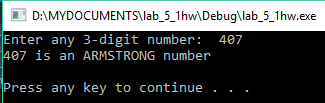 D:\MYDOCUMENTS\lab_5_1hw\Debug\lab_5_1hw.exe
Enter any 3-digit number:  407
407 is an ARMSTRONG number
Press any key to continue . . .